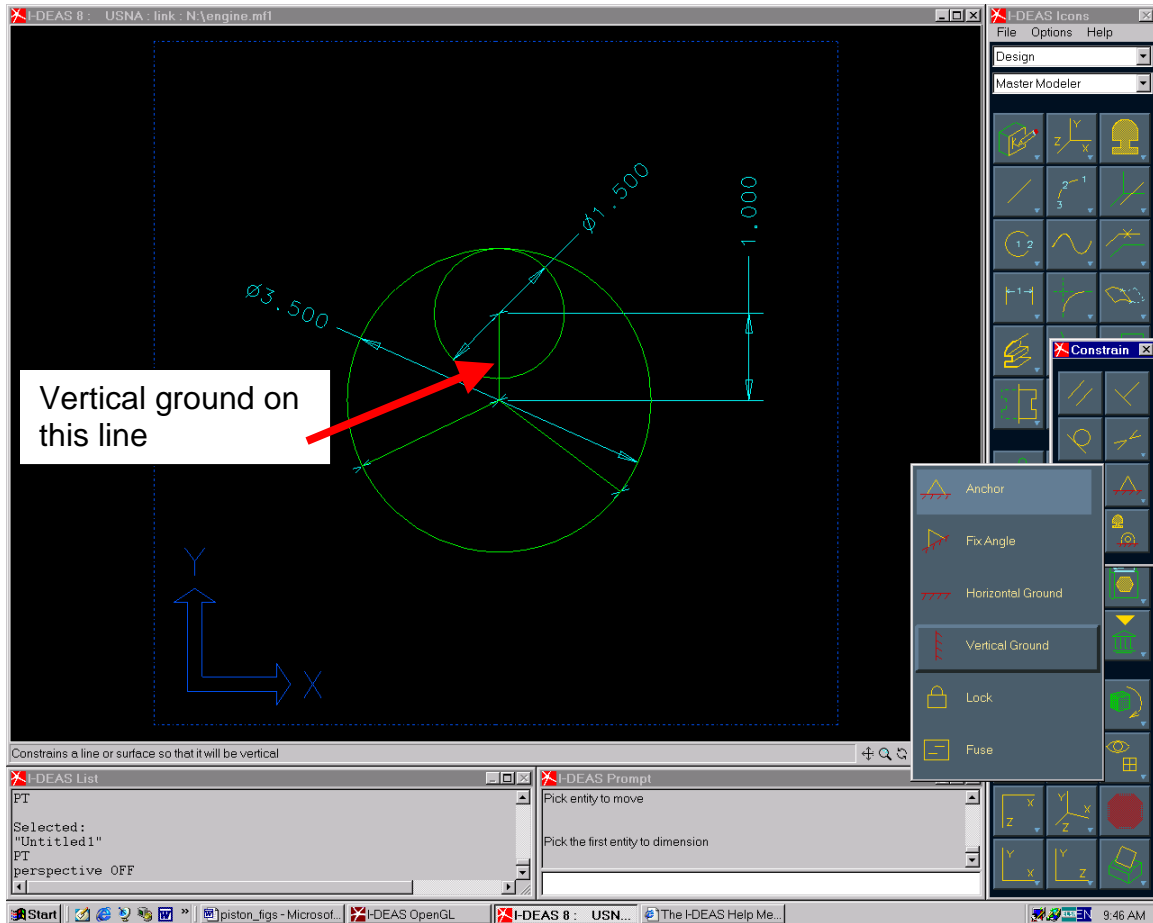 I-DEAS 8 : USNA : link : N:\engine.mf1
I-DEAS Icons
File Options Help
Design
Master Modeler
Ø1.500
1.000
Ø3.500
Vertical ground on
this line
Y
X
Constrain
Anchor
Fix Angle
Horizontal Ground
Vertical Ground
Lock
Fuse
Constrains a line or surface so that it will be vertical
I-DEAS List
PT
Selected:
"Untitled1"
PT
perspective OFF
I-DEAS Prompt
Pick entity to move
Pick the first entity to dimension
Start
»
piston_figs - Microsof...
I-DEAS OpenGL
I-DEAS 8 : USN...
The I-DEAS Help Me...
EN
9:46 AM